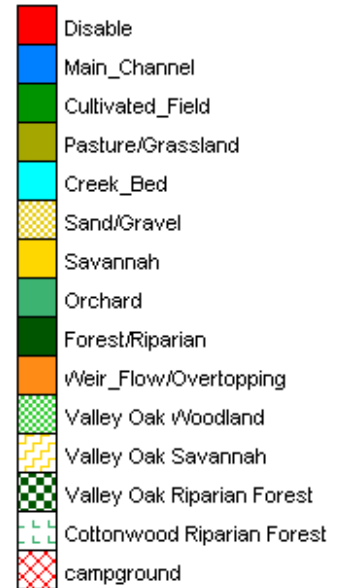 Disable
Main_Channel
Cultivated_Field
Pasture/Grassland
Creek_Bed
Sand/Gravel
Savannah
Orchard
Forest/Riparian
Weir_Flow/Overtopping
Valley Oak Woodland
Valley Oak Savannah
Valley Oak Riparian Forest
Cottonwood Riparian Forest
campground